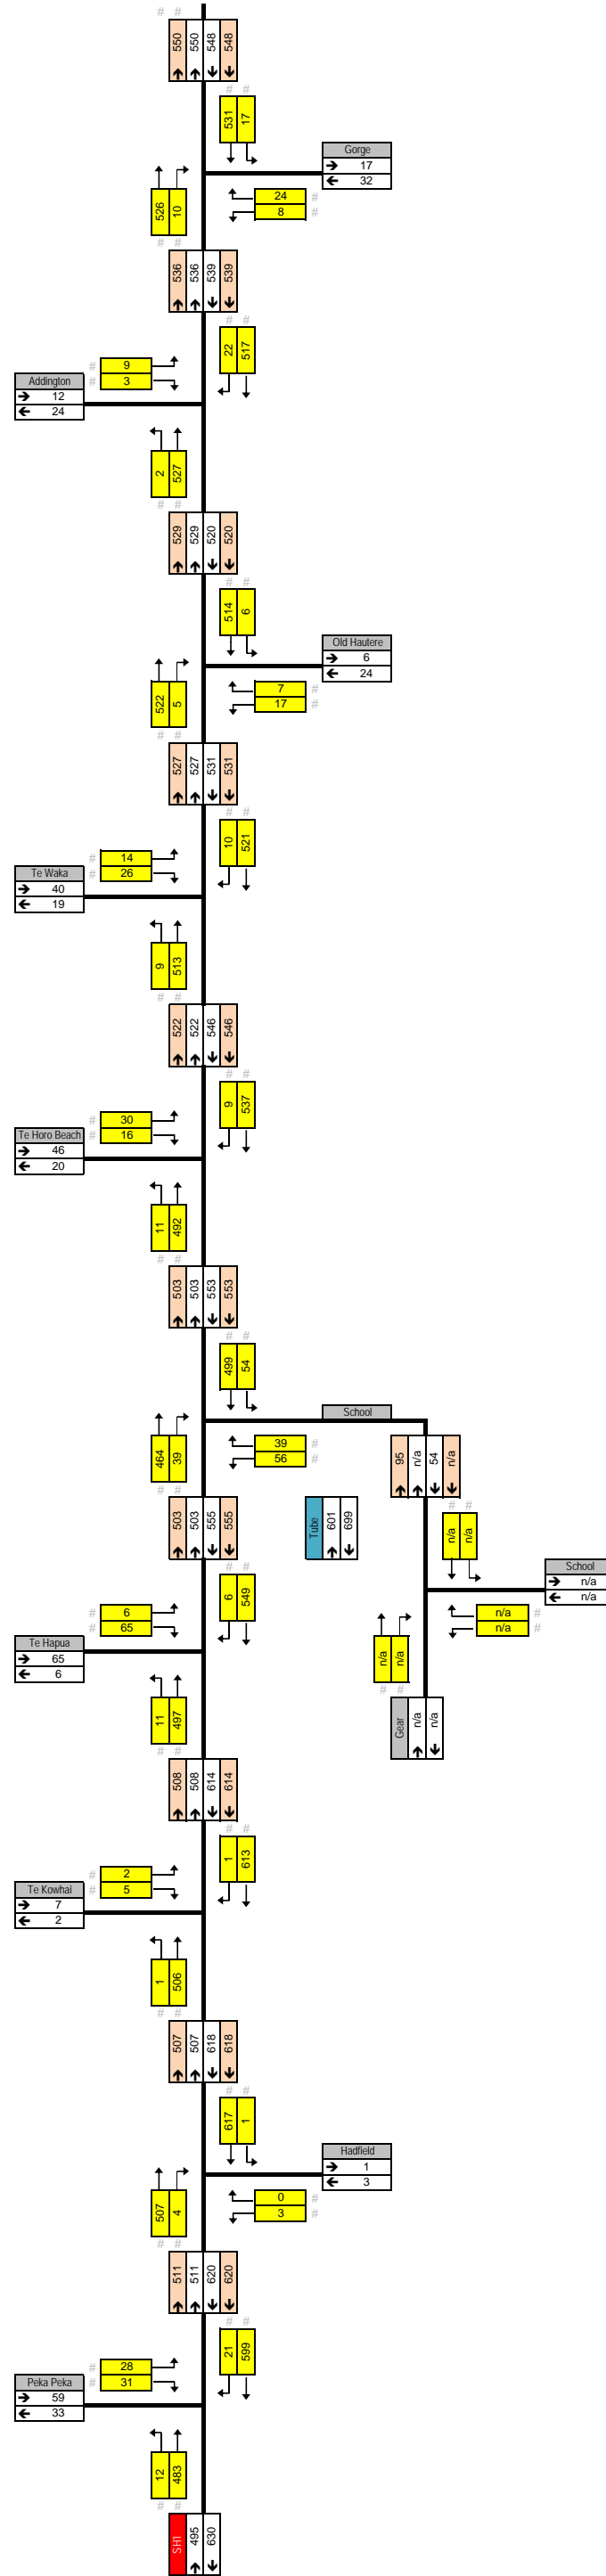 # #
550 550 548 548
# #
531 17
Gorge
→ 17
← 32
526 10
24 #
8 #
# #
536 536 539 539
# #
22 517
# 9
# 3
Addington
→ 12
← 24
2 527
# #
529 529 520 520
# #
514 6
Old Hautere
→ 6
← 24
522 5
7 #
17 #
# #
527 527 531 531
# #
10 521
# 14
# 26
Te Waka
→ 40
← 19
9 513
# #
522 522 546 546
# #
9 537
# 30
# 16
Te Horo Beach
→ 46
← 20
11 492
# #
503 503 553 553
# #
499 54
School
464 39
39 #
56 #
95 n/a 54 n/a
# #
503 503 555 555
Tube 601 699
# #
n/a n/a
# #
6 549
School
→ n/a
← n/a
# 6
# 65
n/a #
n/a #
Te Hapua
→ 65
← 6
n/a n/a
# #
11 497
# #
Gear n/a n/a
508 508 614 614
# #
1 613
# 2
# 5
Te Kowhai
→ 7
← 2
1 506
# #
507 507 618 618
# #
617 1
Hadfield
→ 1
← 3
507 4
0 #
3 #
# #
511 511 620 620
# #
21 599
# 28
# 31
Peka Peka
→ 59
← 33
12 483
# #
SH1 495 630